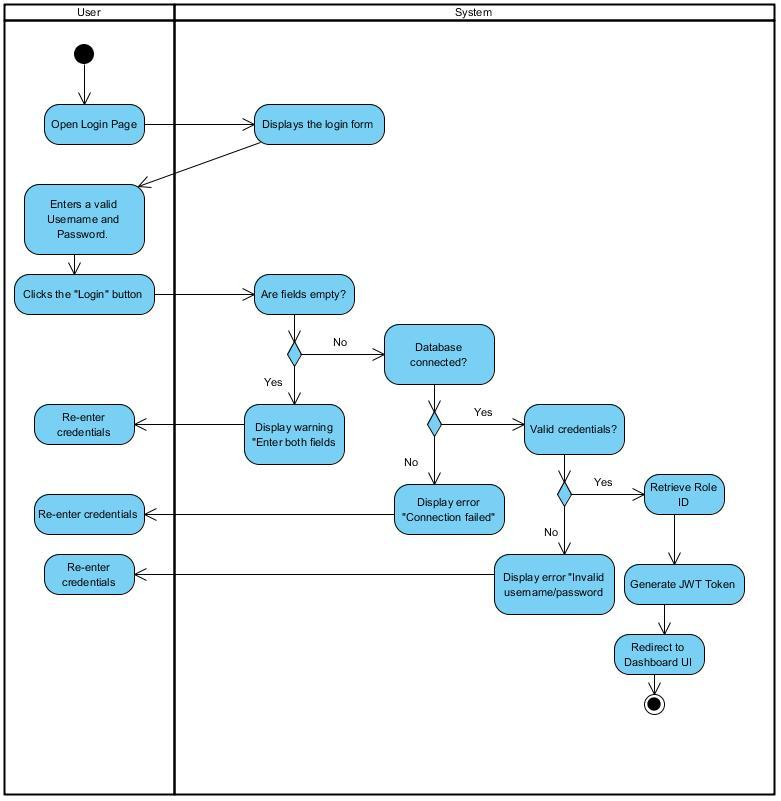 User
System
Open Login Page
Displays the login form
Enters a valid
Username and
Password.
Clicks the "Login" button
Are fields empty?
No
Database
connected?
Yes
Re-enter
credentials
Display warning
"Enter both fields
Yes
Valid credentials?
No
Re-enter credentials
Display error
"Connection failed"
Yes
Retrieve Role
ID
No
Re-enter
credentials
Display error "Invalid
username/password
Generate JWT Token
Redirect to
Dashboard UI